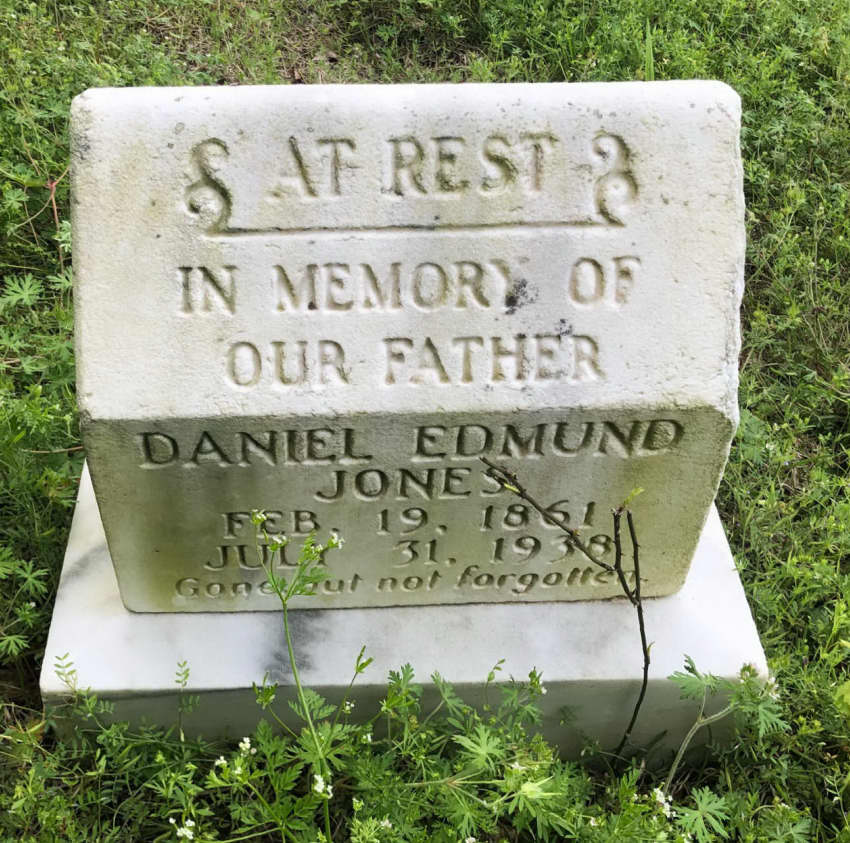 AT REST
IN MEMORY OF
OUR FATHER
DANIEL EDMUND
JONES
FEB. 19, 1861
JULY 31, 1938
Gone but not forgotten.